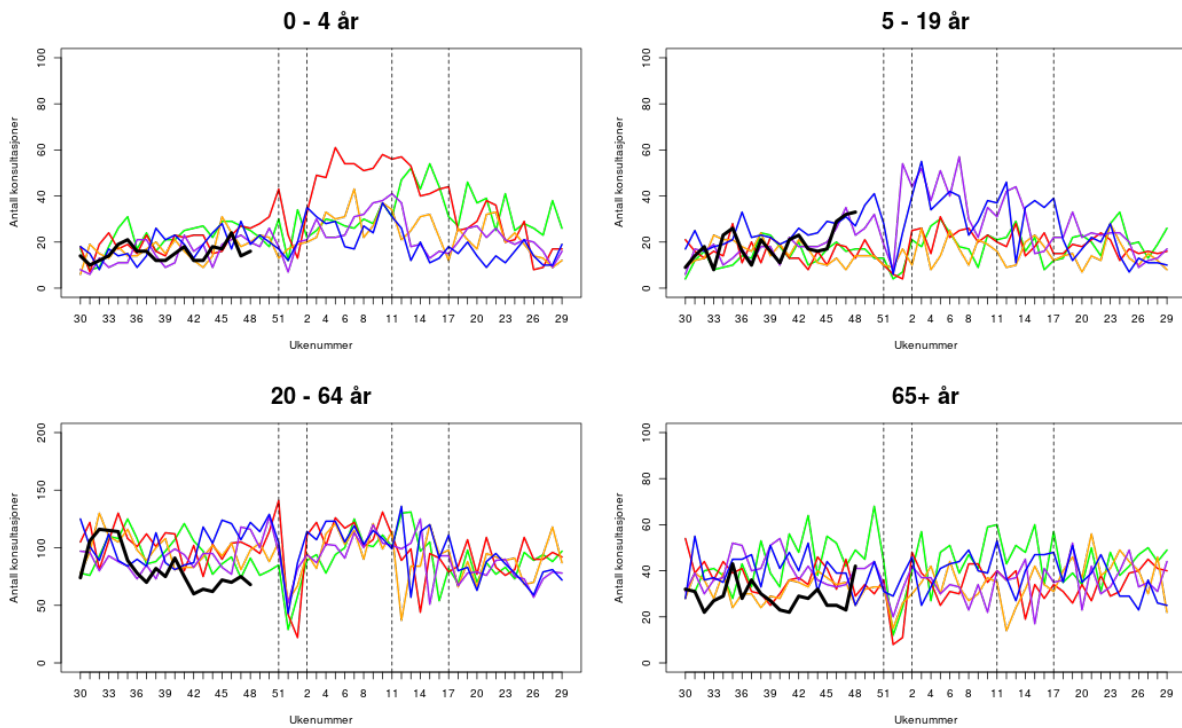 0 - 4 år
Antall konsultasjoner
0 20 40 60 80 100
30 33 36 39 42 45 48 51 2 4 6 8 11 14 17 20 23 26 29
Ukenummer
5 - 19 år
Antall konsultasjoner
0 20 40 60 80 100
30 33 36 39 42 45 48 51 2 4 6 8 11 14 17 20 23 26 29
Ukenummer
20 - 64 år
Antall konsultasjoner
0 50 100 150 200
30 33 36 39 42 45 48 51 2 4 6 8 11 14 17 20 23 26 29
Ukenummer
65+ år
Antall konsultasjoner
0 20 40 60 80 100
30 33 36 39 42 45 48 51 2 4 6 8 11 14 17 20 23 26 29
Ukenummer